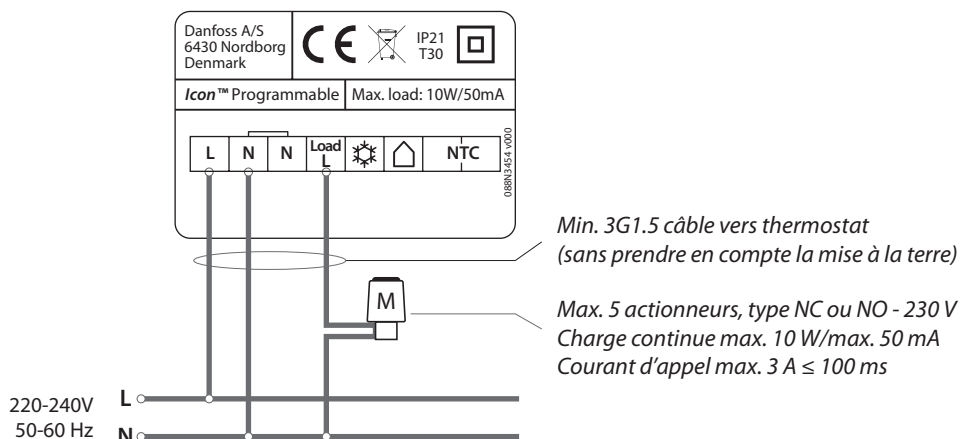 Danfoss A/S
6430 Nordborg
Denmark
CE
IP21
T30
Icon™ Programmable
Max. load: 10W/50mA
L N N Load L NTC
088N3454 v000
Min. 3G1.5 câble vers thermostat
(sans prendre en compte la mise à la terre)
M
Max. 5 actionneurs, type NC ou NO - 230 V
Charge continue max. 10 W/max. 50 mA
Courant d’appel max. 3 A ≤ 100 ms
220-240V
50-60 Hz
L
N